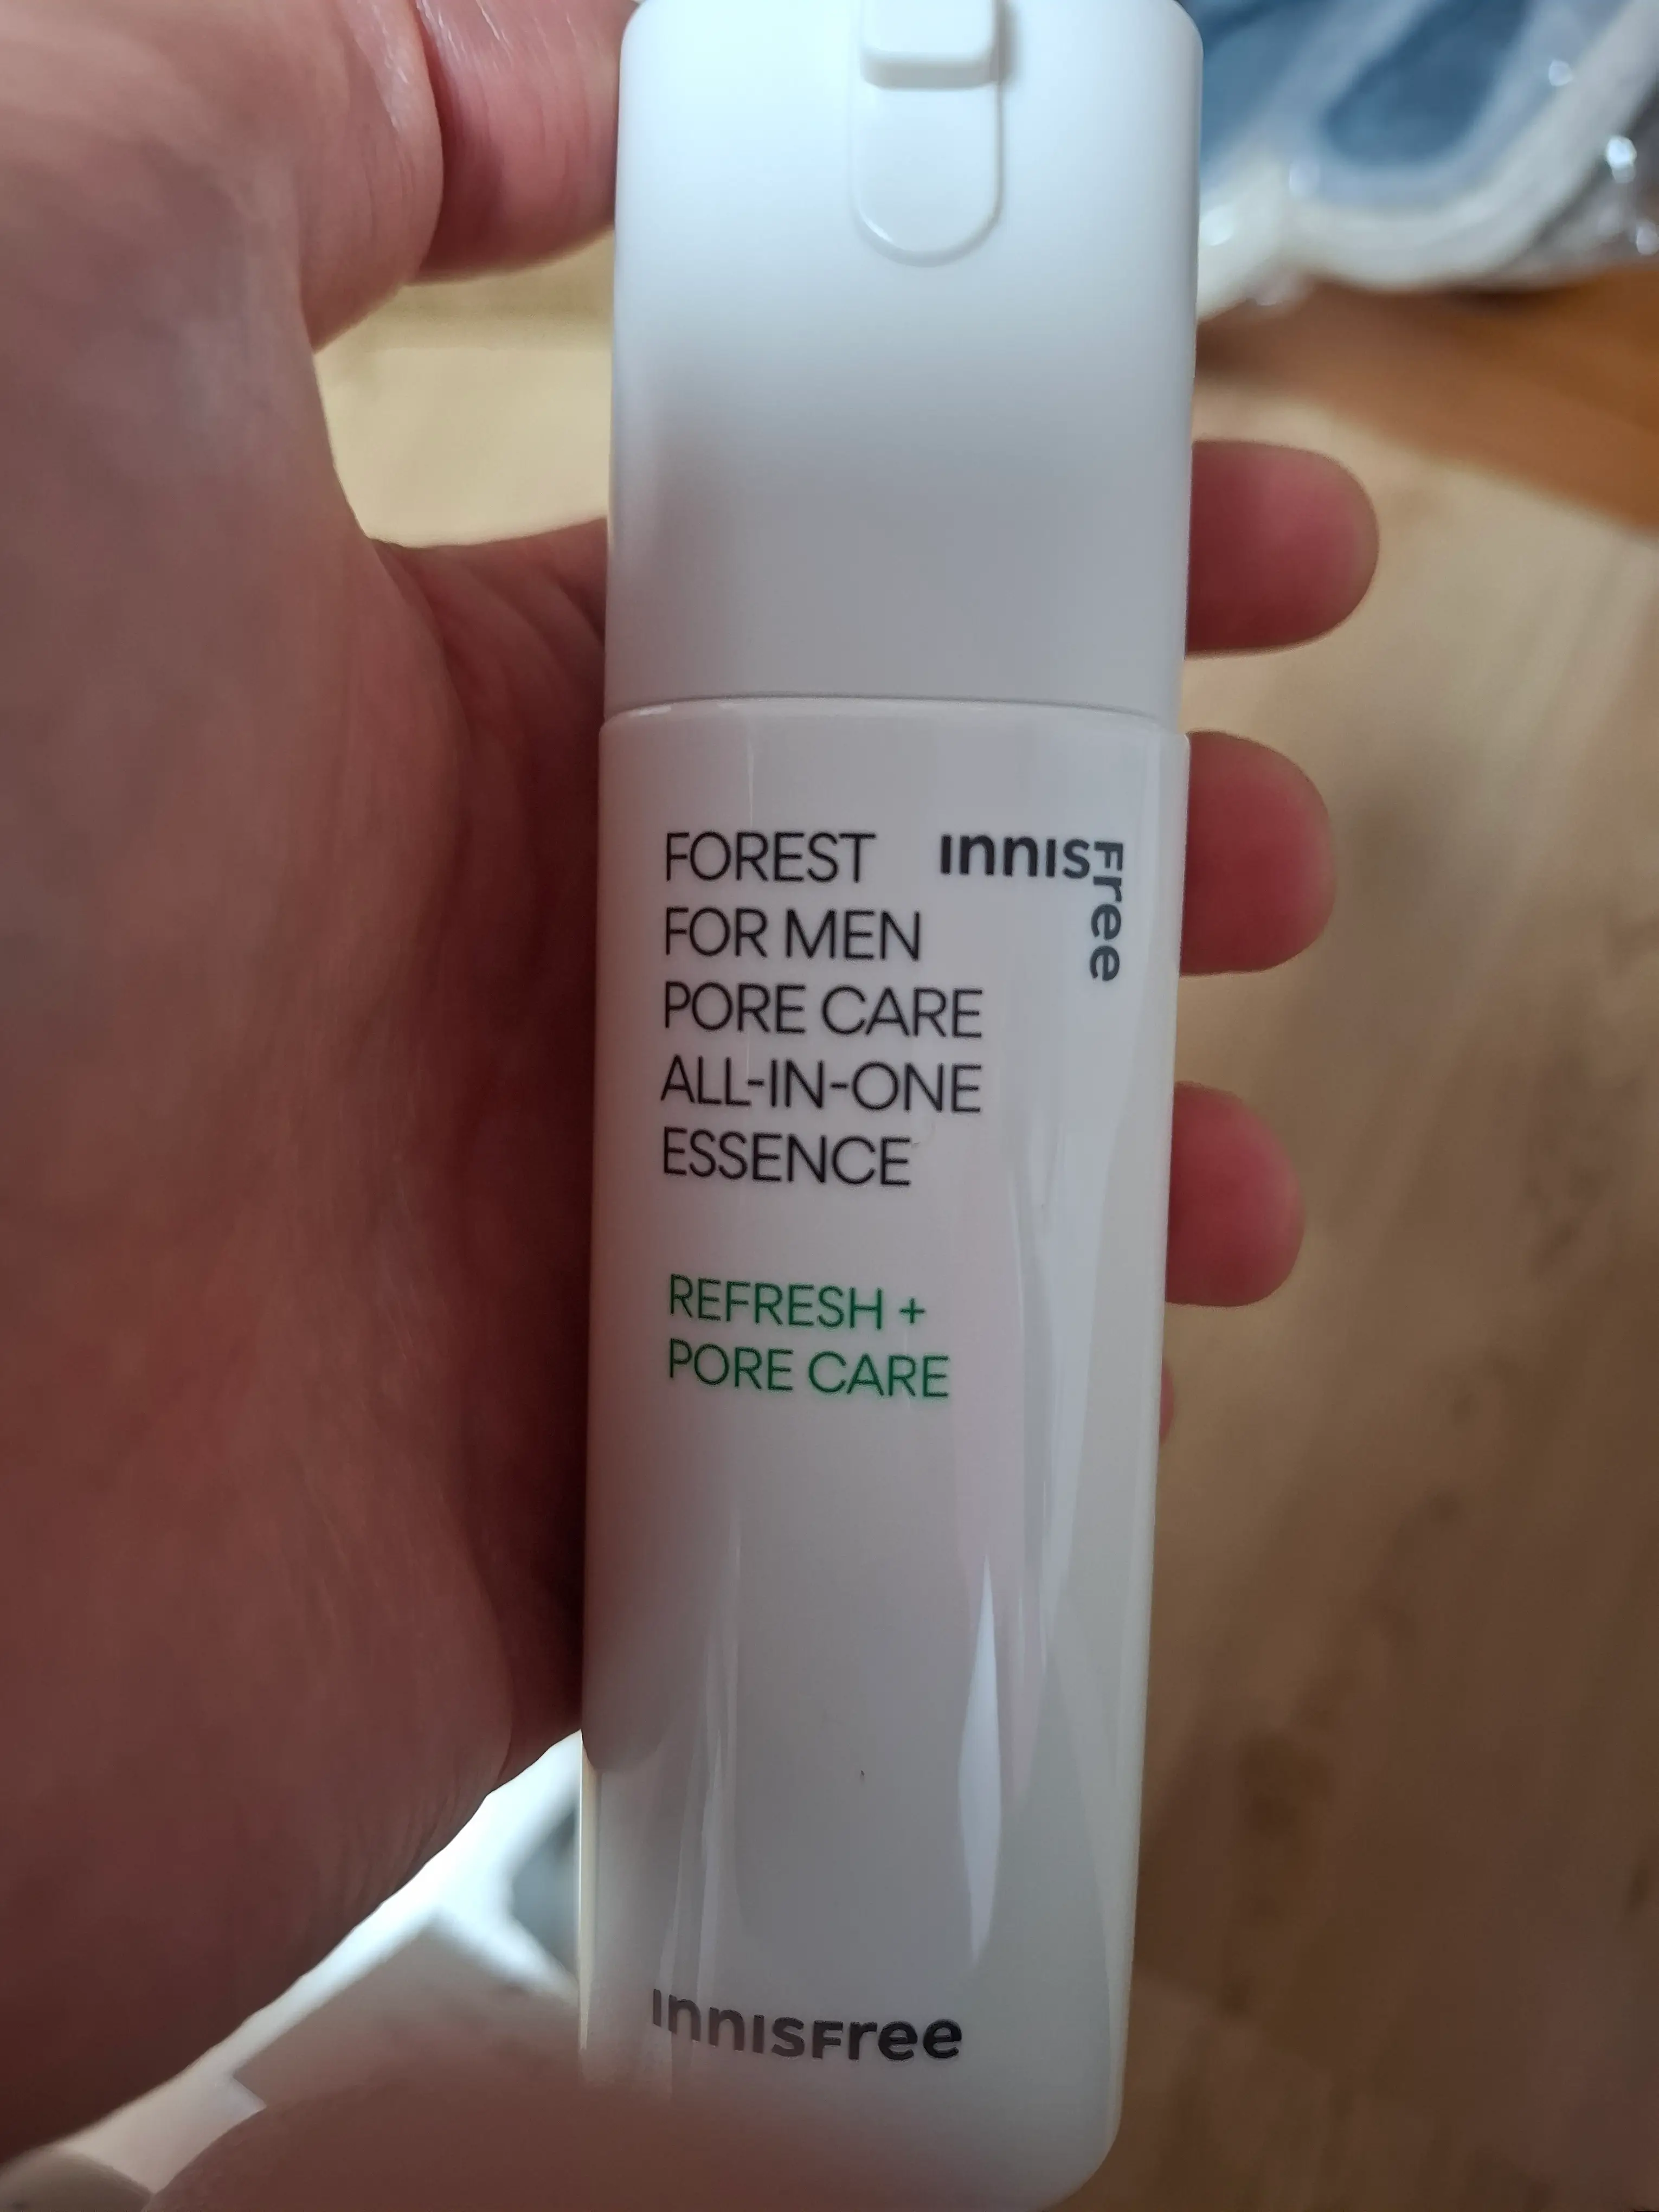 FOREST
FOR MEN
PORE CARE
ALL-IN-ONE
ESSENCE
INNISFree
REFRESH +
PORE CARE
INNISFree